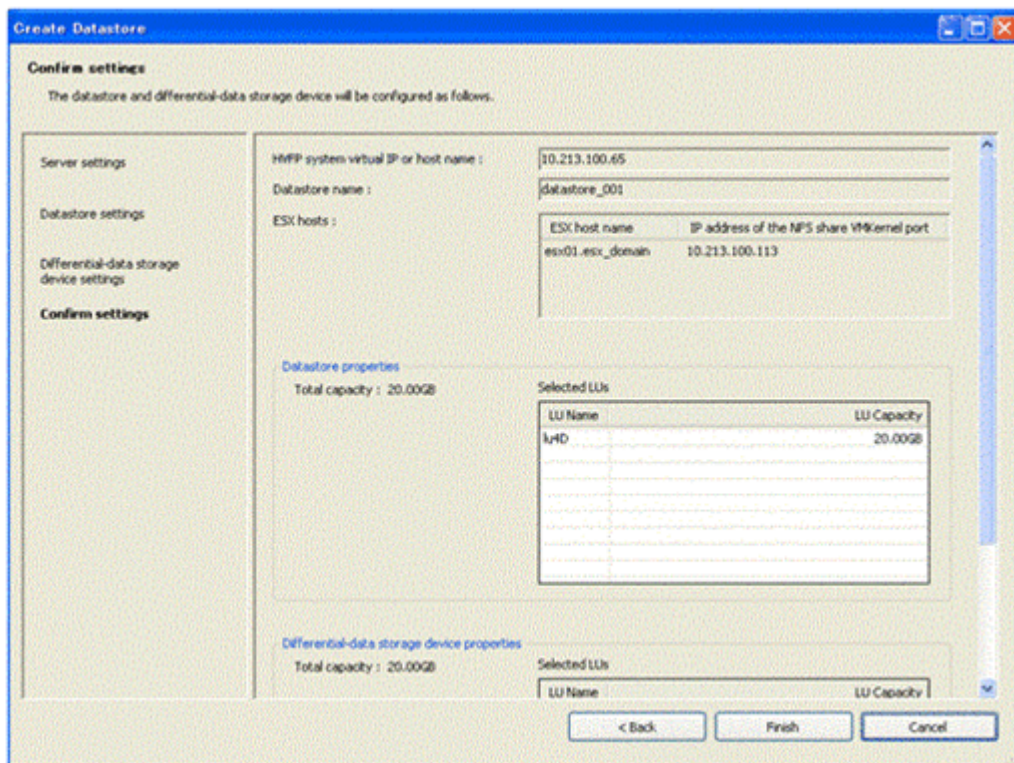 Create Datastore
Confirm settings
The datastore and differential-data storage device will be configured as follows.
Server settings
Datastore settings
Differential-data storage
device settings
Confirm settings
HVFP system virtual IP or host name :
10.213.100.65
Datastore name :
datastore_001
ESX hosts :
ESX host name IP address of the NFS share VMKernel port
esx01.esx_domain 10.213.100.113
Datastore properties
Total capacity : 20.00GB
Selected LUs
LU Name LU Capacity
lu4D 20.00GB
Differential-data storage device properties
Total capacity : 20.00GB
Selected LUs
LU Name LU Capacity
< Back Finish Cancel